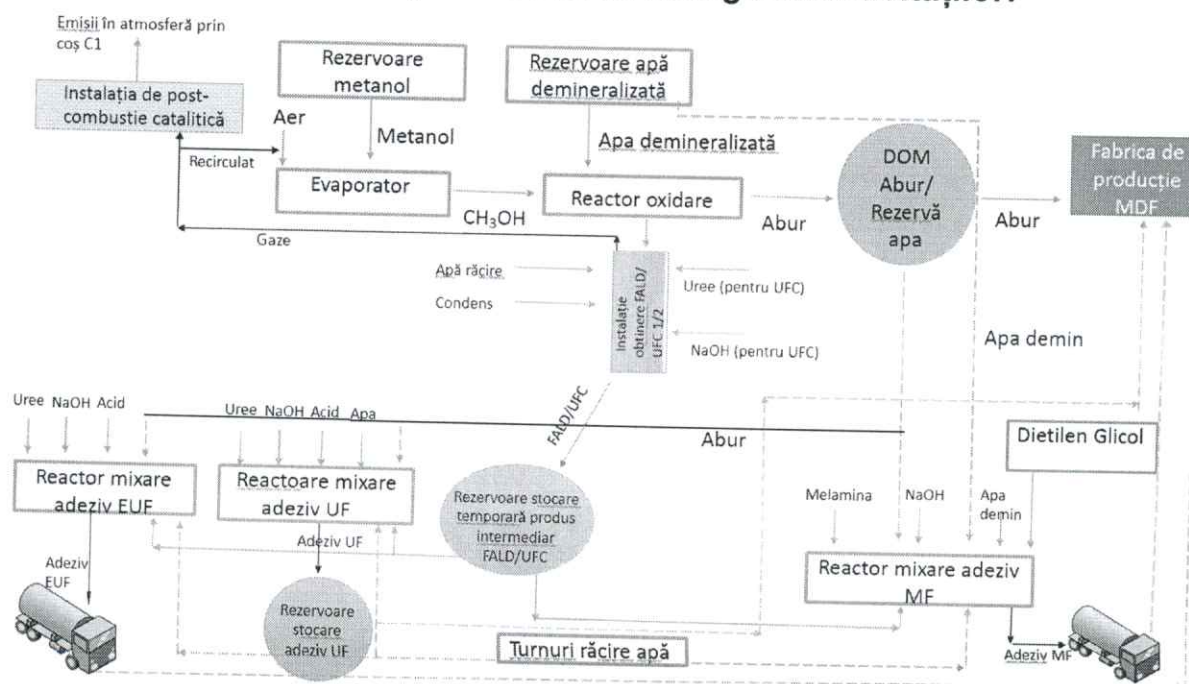 Emisii în atmosferă prin
coș C1
Rezervoare
metanol
Rezervoare apă
demineralizată
Instalația de post-
combustie catalitică
Aer
Metanol
Apa demineralizată
Recirculat
Evaporator
CH₃OH
Reactor oxidare
Abur
DOM
Abur/
Rezervă
apa
Abur
Fabrica de
producție
MDF
Gaze
Apă răcire
Condens
Instalație
obtinere FALD/
UFC 1/2
Uree (pentru UFC)
NaOH (pentru UFC)
Apa demin
FALD/UFC
Uree NaOH Acid
Uree NaOH Acid Apa
Abur
Dietilen Glicol
Reactor mixare
adeziv EUF
Reactoare mixare
adeziv UF
Rezervoare stocare
temporară produs
intermediar
FALD/UFC
Melamina
NaOH
Apa
demin
Adeziv UF
Adeziv
EUF
Reactor mixare adeziv
MF
Rezervoare
stocare
adeziv UF
Turnuri răcire apă
Adeziv MF